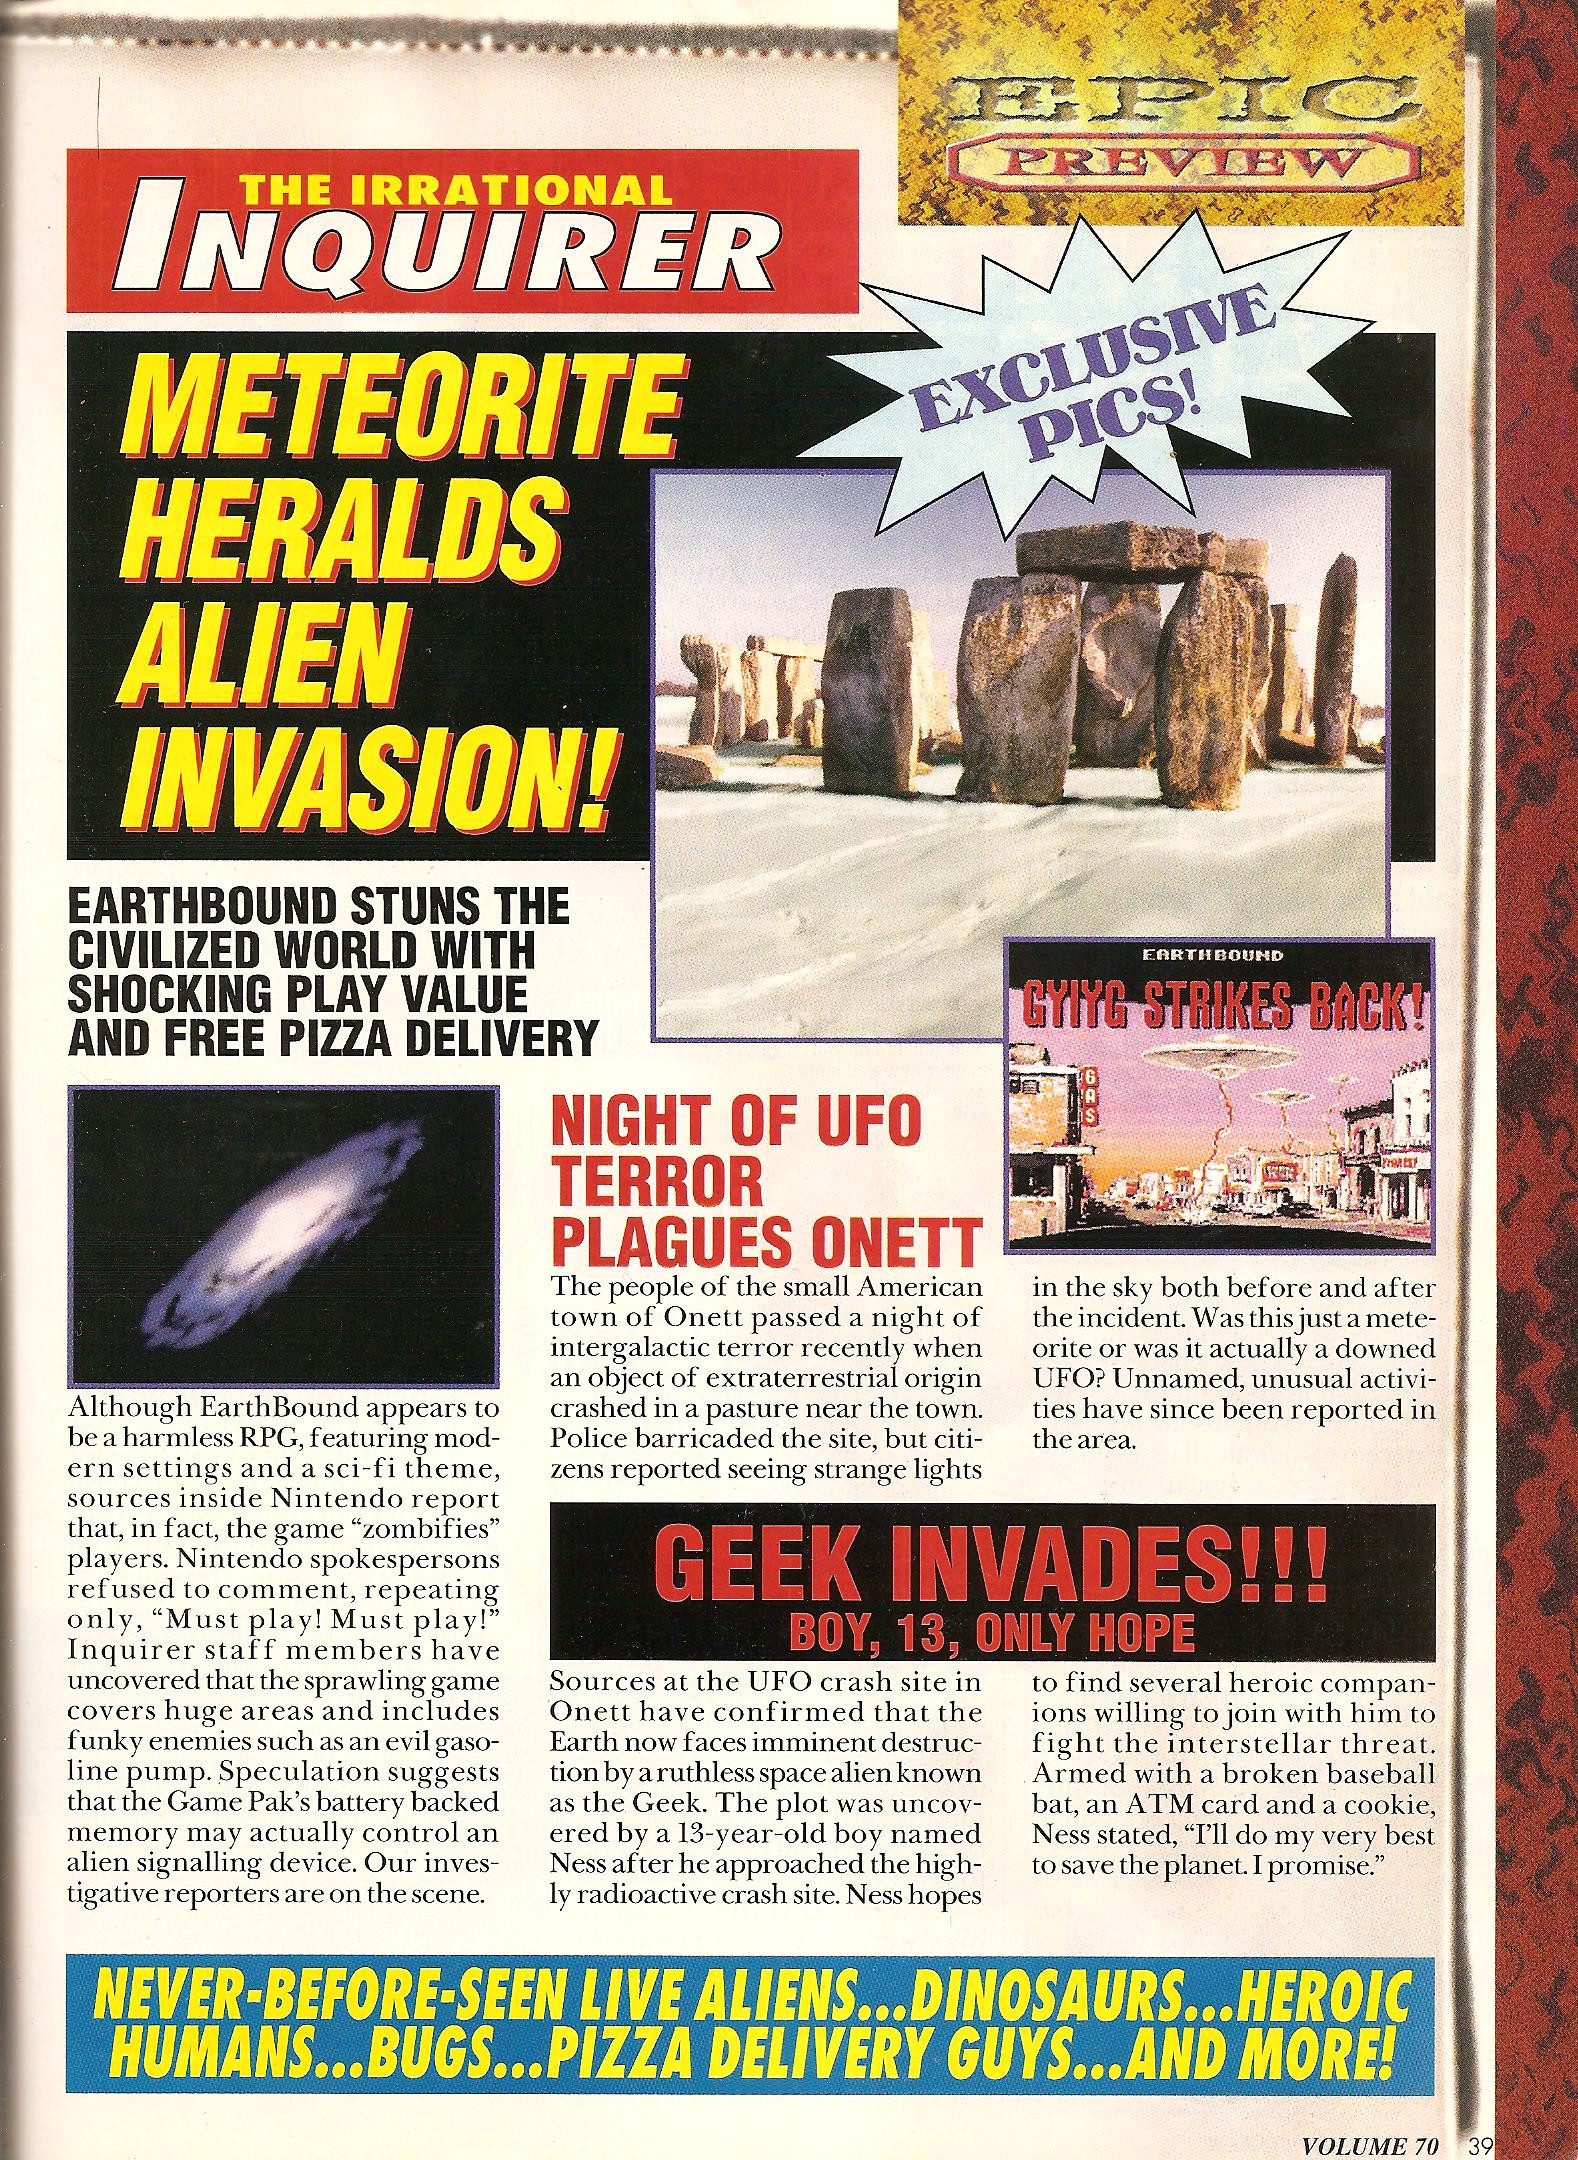 EPIC
PREVIEW
THE IRRATIONAL
INQUIRER
EXCLUSIVE
PICS!
METEORITE
HERALDS
ALIEN
INVASION!
EARTHBOUND STUNS THE
CIVILIZED WORLD WITH
SHOCKING PLAY VALUE
AND FREE PIZZA DELIVERY
EARTHBOUND
GYIYG STRIKES BACK!
GAS
Although EarthBound appears to
be a harmless RPG, featuring mod-
ern settings and a sci-fi theme,
sources inside Nintendo report
that, in fact, the game “zombifies”
players. Nintendo spokespersons
refused to comment, repeating
only, “Must play! Must play!”
Inquirer staff members have
uncovered that the sprawling game
covers huge areas and includes
funky enemies such as an evil gaso-
line pump. Speculation suggests
that the Game Pak’s battery backed
memory may actually control an
alien signalling device. Our inves-
tigative reporters are on the scene.
NIGHT OF UFO
TERROR
PLAGUES ONETT
The people of the small American
town of Onett passed a night of
intergalactic terror recently when
an object of extraterrestrial origin
crashed in a pasture near the town.
Police barricaded the site, but citi-
zens reported seeing strange lights
in the sky both before and after
the incident. Was this just a mete-
orite or was it actually a downed
UFO? Unnamed, unusual activi-
ties have since been reported in
the area.
GEEK INVADES!!!
BOY, 13, ONLY HOPE
Sources at the UFO crash site in
Onett have confirmed that the
Earth now faces imminent destruc-
tion by a ruthless space alien known
as the Geek. The plot was uncov-
ered by a 13-year-old boy named
Ness after he approached the high-
ly radioactive crash site. Ness hopes
to find several heroic compan-
ions willing to join with him to
fight the interstellar threat.
Armed with a broken baseball
bat, an ATM card and a cookie,
Ness stated, “I’ll do my very best
to save the planet. I promise.”
NEVER-BEFORE-SEEN LIVE ALIENS...DINOSAURS...HEROIC
HUMANS...BUGS...PIZZA DELIVERY GUYS...AND MORE!
VOLUME 70 39